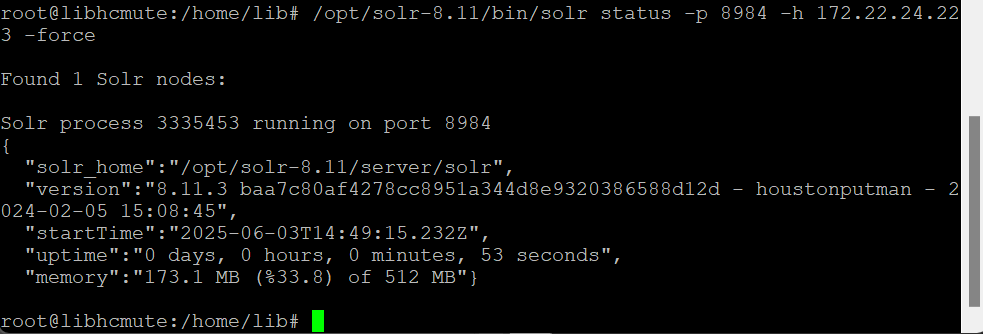 root@libhcmute:/home/lib# /opt/solr-8.11/bin/solr status -p 8984 -h 172.22.24.22
3 -force
Found 1 Solr nodes:
Solr process 3335453 running on port 8984
{
  "solr_home":"/opt/solr-8.11/server/solr",
  "version":"8.11.3 baa7c80af4278cc8951a344d8e9320386588d12d - houstonputman - 2
024-02-05 15:08:45",
  "startTime":"2025-06-03T14:49:15.232Z",
  "uptime":"0 days, 0 hours, 0 minutes, 53 seconds",
  "memory":"173.1 MB (%33.8) of 512 MB"}
root@libhcmute:/home/lib#